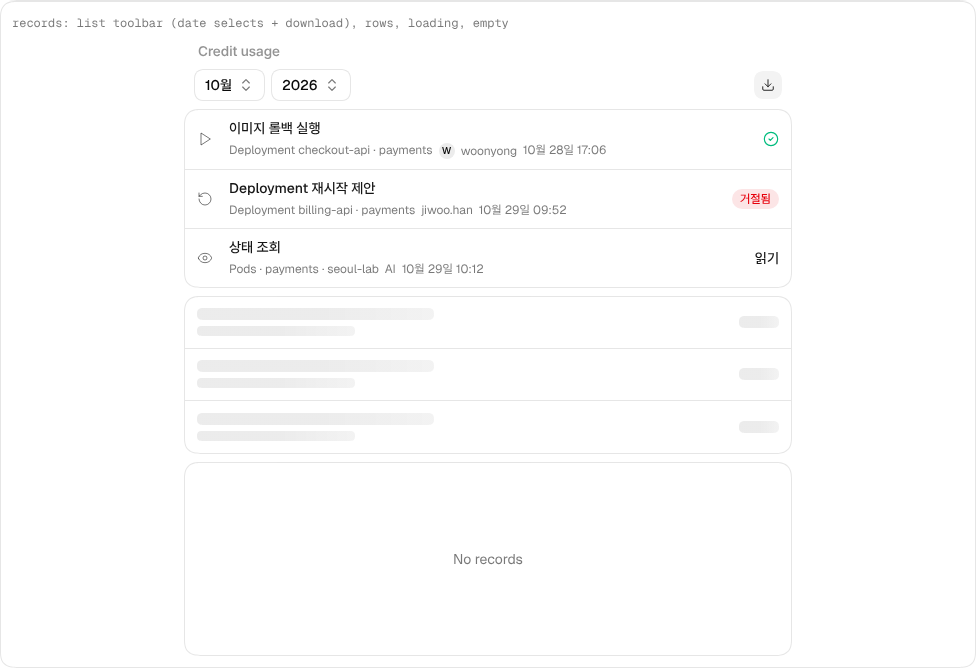 records: list toolbar (date selects + download), rows, loading, empty
Credit usage
10월 2026
이미지 롤백 실행
Deployment checkout-api · payments W woonyong 10월 28일 17:06
Deployment 재시작 제안
Deployment billing-api · payments jiwoo.han 10월 29일 09:52
거절됨
상태 조회
Pods · payments · seoul-lab AI 10월 29일 10:12
읽기
No records